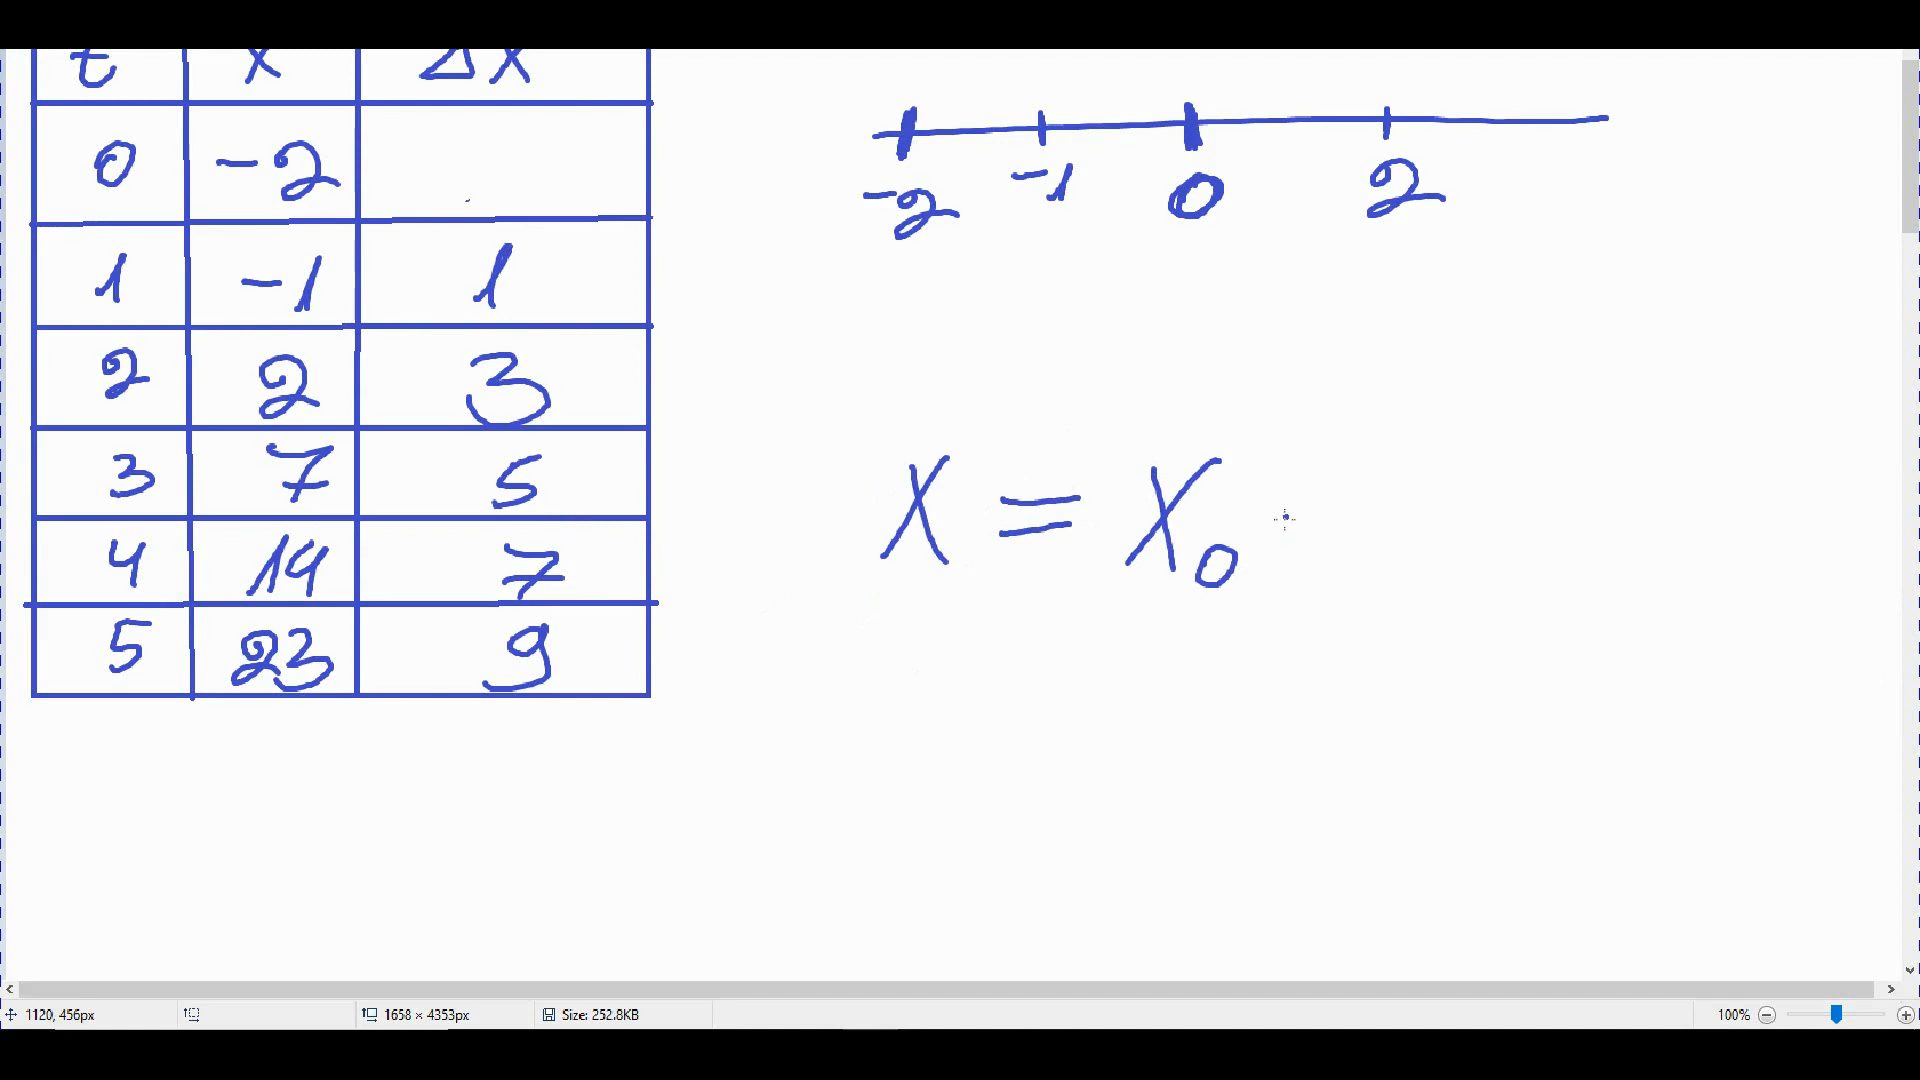 t x Δx
0 -2
1 -1 1
2 2 3
3 7 5
4 14 7
5 23 9
-2 -1 0 2
X = X₀
1120, 456px 1658 × 4353px Size: 252.8KB 100%